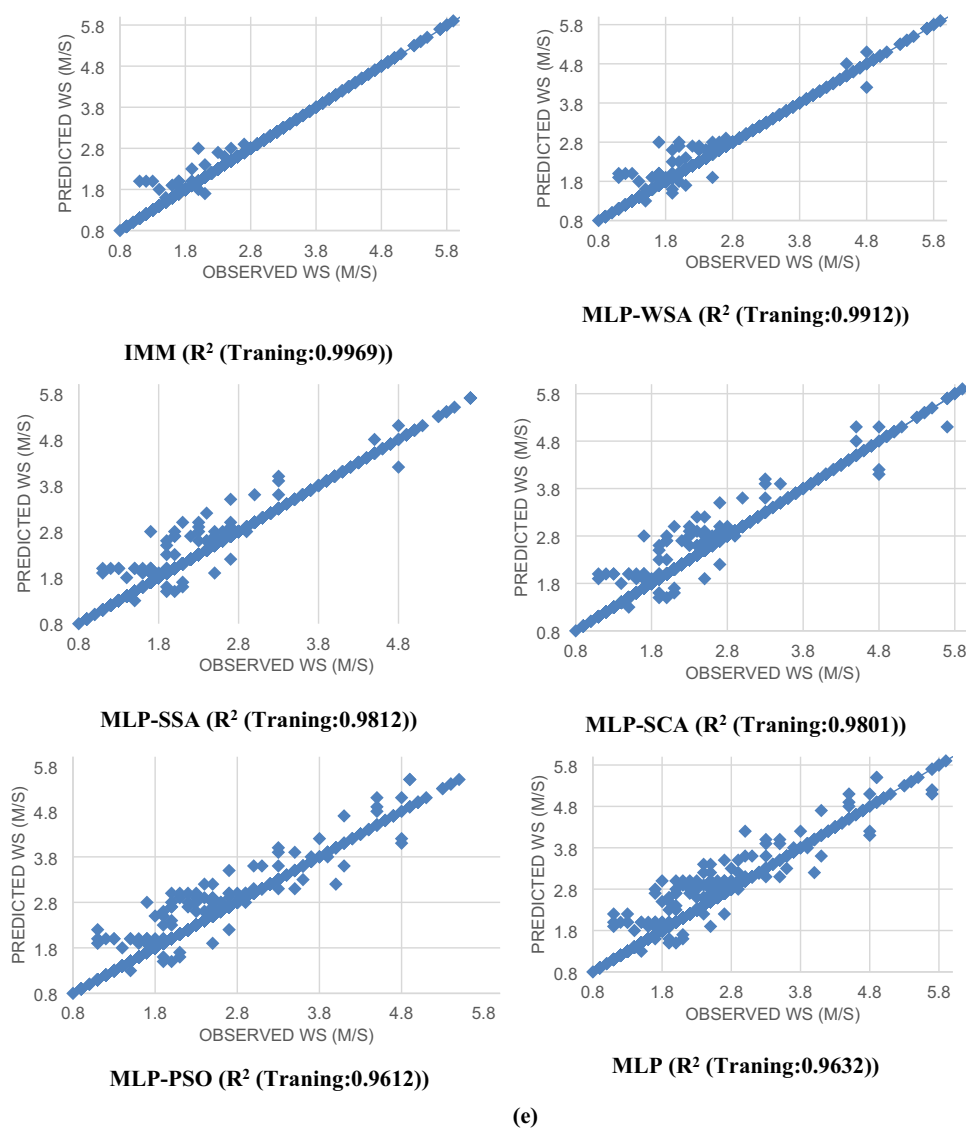 5.8
4.8
3.8
2.8
1.8
0.8
PREDICTED WS (M/S)
0.8 1.8 2.8 3.8 4.8 5.8
OBSERVED WS (M/S)
IMM (R² (Traning:0.9969))
5.8
4.8
3.8
2.8
1.8
0.8
PREDICTED WS (M/S)
0.8 1.8 2.8 3.8 4.8 5.8
OBSERVED WS (M/S)
MLP-WSA (R² (Traning:0.9912))
5.8
4.8
3.8
2.8
1.8
0.8
PREDICTED WS (M/S)
0.8 1.8 2.8 3.8 4.8
OBSERVED WS (M/S)
MLP-SSA (R² (Traning:0.9812))
5.8
4.8
3.8
2.8
1.8
0.8
PREDICTED WS (M/S)
0.8 1.8 2.8 3.8 4.8 5.8
OBSERVED WS (M/S)
MLP-SCA (R² (Traning:0.9801))
5.8
4.8
3.8
2.8
1.8
0.8
PREDICTED WS (M/S)
0.8 1.8 2.8 3.8 4.8 5.8
OBSERVED WS (M/S)
MLP-PSO (R² (Traning:0.9612))
5.8
4.8
3.8
2.8
1.8
0.8
PREDICTED WS (M/S)
0.8 1.8 2.8 3.8 4.8 5.8
OBSERVED WS (M/S)
MLP (R² (Traning:0.9632))
(e)